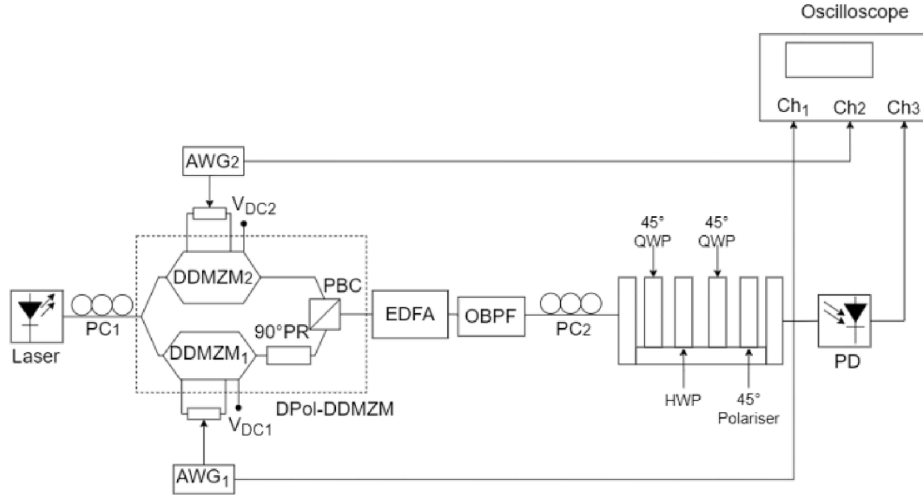 Oscilloscope
Ch1
Ch2
Ch3
AWG2
VDC2
45°
QWP
45°
QWP
DDMZM2
PBC
EDFA
OBPF
PC1
PC2
Laser
90°PR
DDMZM1
PD
DPol-DDMZM
HWP
45°
Polariser
VDC1
AWG1